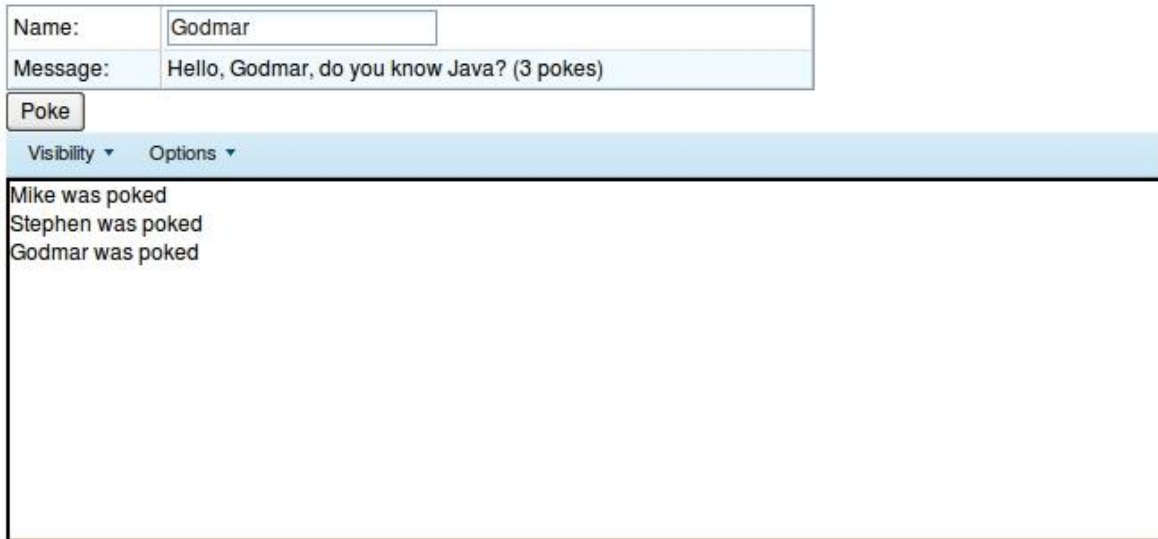 Name: Godmar
Message: Hello, Godmar, do you know Java? (3 pokes)
Poke
Visibility Options
Mike was poked
Stephen was poked
Godmar was poked